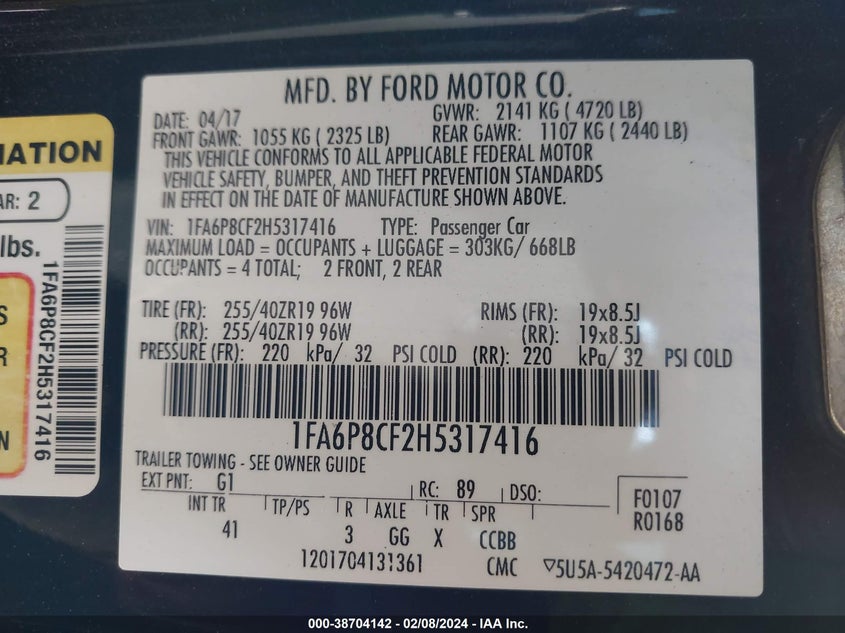 MFD. BY FORD MOTOR CO.
DATE: 04/17 GVWR: 2141 KG ( 4720 LB)
FRONT GAWR: 1055 KG ( 2325 LB) REAR GAWR: 1107 KG ( 2440 LB)
THIS VEHICLE CONFORMS TO ALL APPLICABLE FEDERAL MOTOR
VEHICLE SAFETY, BUMPER, AND THEFT PREVENTION STANDARDS
IN EFFECT ON THE DATE OF MANUFACTURE SHOWN ABOVE.
VIN: 1FA6P8CF2H5317416 TYPE: Passenger Car
MAXIMUM LOAD = OCCUPANTS + LUGGAGE = 303KG/ 668LB
OCCUPANTS = 4 TOTAL; 2 FRONT, 2 REAR
TIRE (FR): 255/40ZR19 96W RIMS (FR): 19x8.5J
(RR): 255/40ZR19 96W (RR): 19x8.5J
PRESSURE (FR): 220 kPa/ 32 PSI COLD (RR): 220 kPa/ 32 PSI COLD
1FA6P8CF2H5317416
TRAILER TOWING - SEE OWNER GUIDE
EXT PNT: G1 RC: 89 DSO:
INT TR TP/PS R AXLE TR SPR
41 3 GG X CCBB
F0107
R0168
1201704131361 CMC ▽5U5A-5420472-AA
MATION
AR: 2
lbs.
S
R
N
1FA6P8CF2H5317416
000-38704142 - 02/08/2024 - IAA Inc.